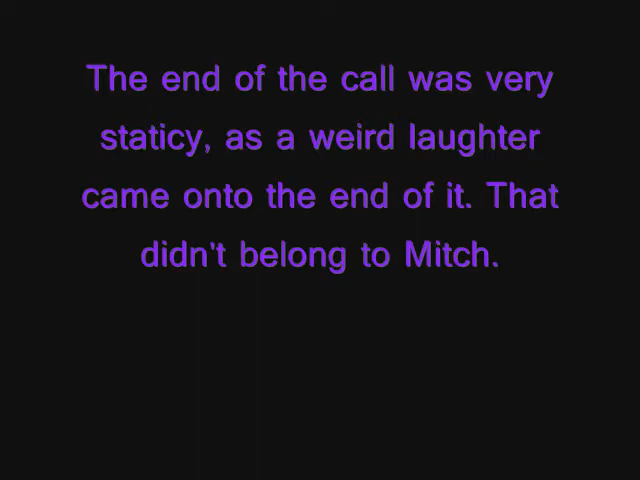 The end of the call was very
staticy, as a weird laughter
came onto the end of it. That
didn't belong to Mitch.